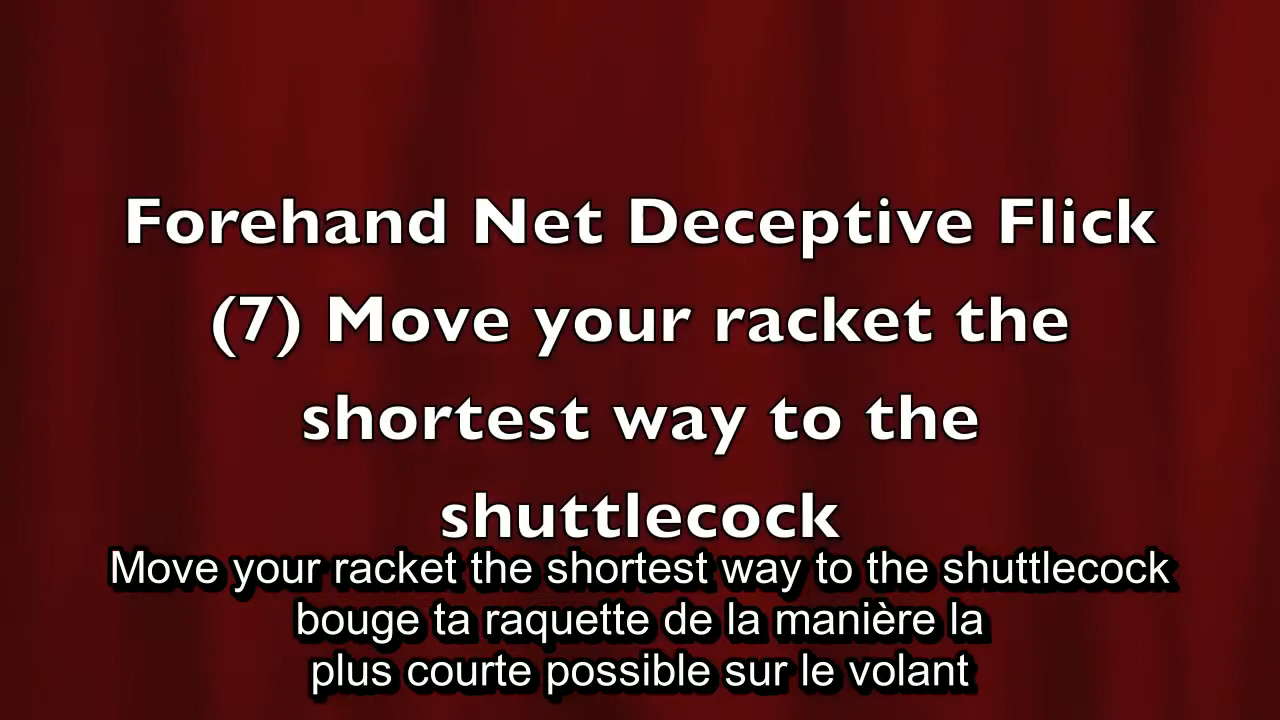 Forehand Net Deceptive Flick
(7) Move your racket the
shortest way to the
shuttlecock
Move your racket the shortest way to the shuttlecock
bouge ta raquette de la manière la
plus courte possible sur le volant